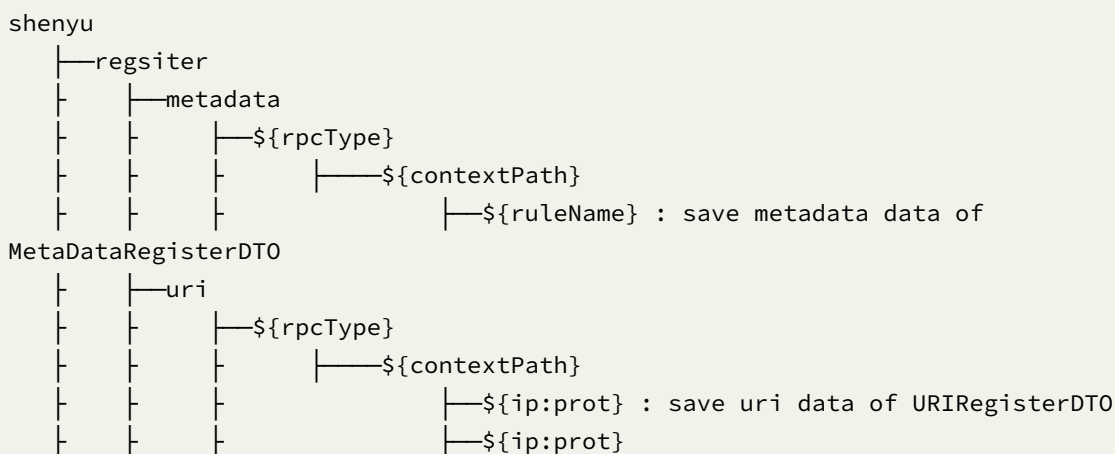 shenyu
├──regsiter
├ ├──metadata
├ ├ ├──${rpcType}
├ ├ ├ ├────${contextPath}
├ ├ ├ ├──${ruleName} : save metadata data of
MetaDataRegisterDTO
├ ├──uri
├ ├ ├──${rpcType}
├ ├ ├ ├────${contextPath}
├ ├ ├ ├──${ip:prot} : save uri data of URIRegisterDTO
├ ├ ├ ├──${ip:prot}